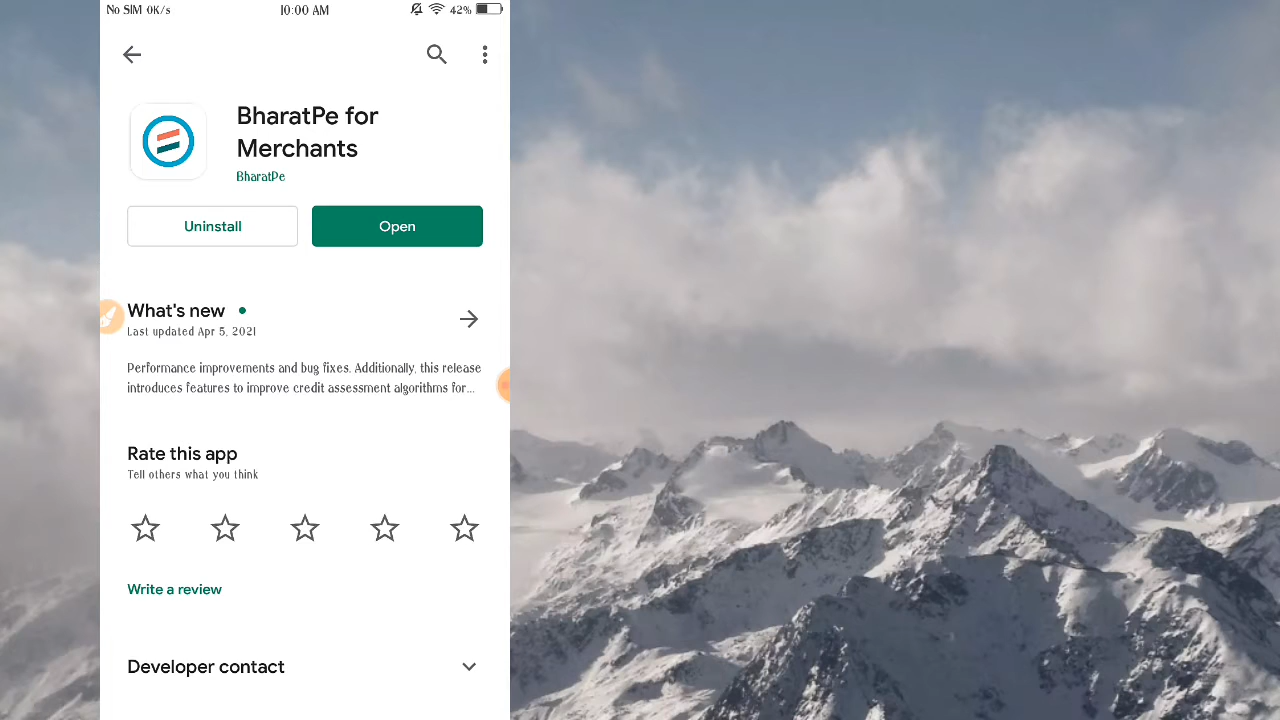 No SIM 0K/s 10:00 AM 42%
BharatPe for
Merchants
BharatPe
Uninstall Open
What's new
Last updated Apr 5, 2021
Performance improvements and bug fixes. Additionally, this release
introduces features to improve credit assessment algorithms for...
Rate this app
Tell others what you think
Write a review
Developer contact